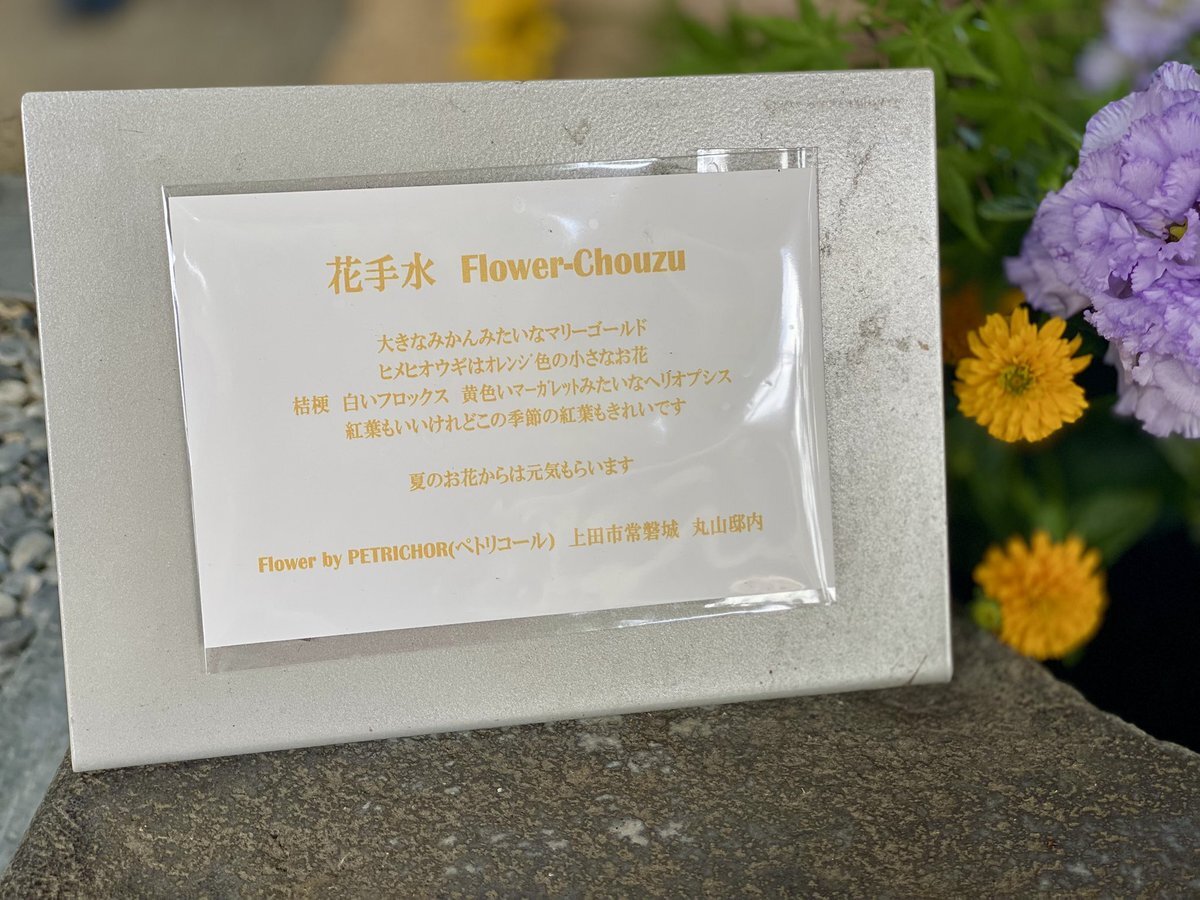 花手水 Flower-Chouzu
大きなみかんみたいなマリーゴールド
ヒメヒオウギはオレンジ色の小さなお花
桔梗 白いフロックス 黄色いマーガレットみたいなヘリオプシス
紅葉もいいけれどこの季節の紅葉もきれいです
夏のお花からは元気もらいます
Flower by PETRICHOR(ペトリコール) 上田市常磐城 丸山邸内